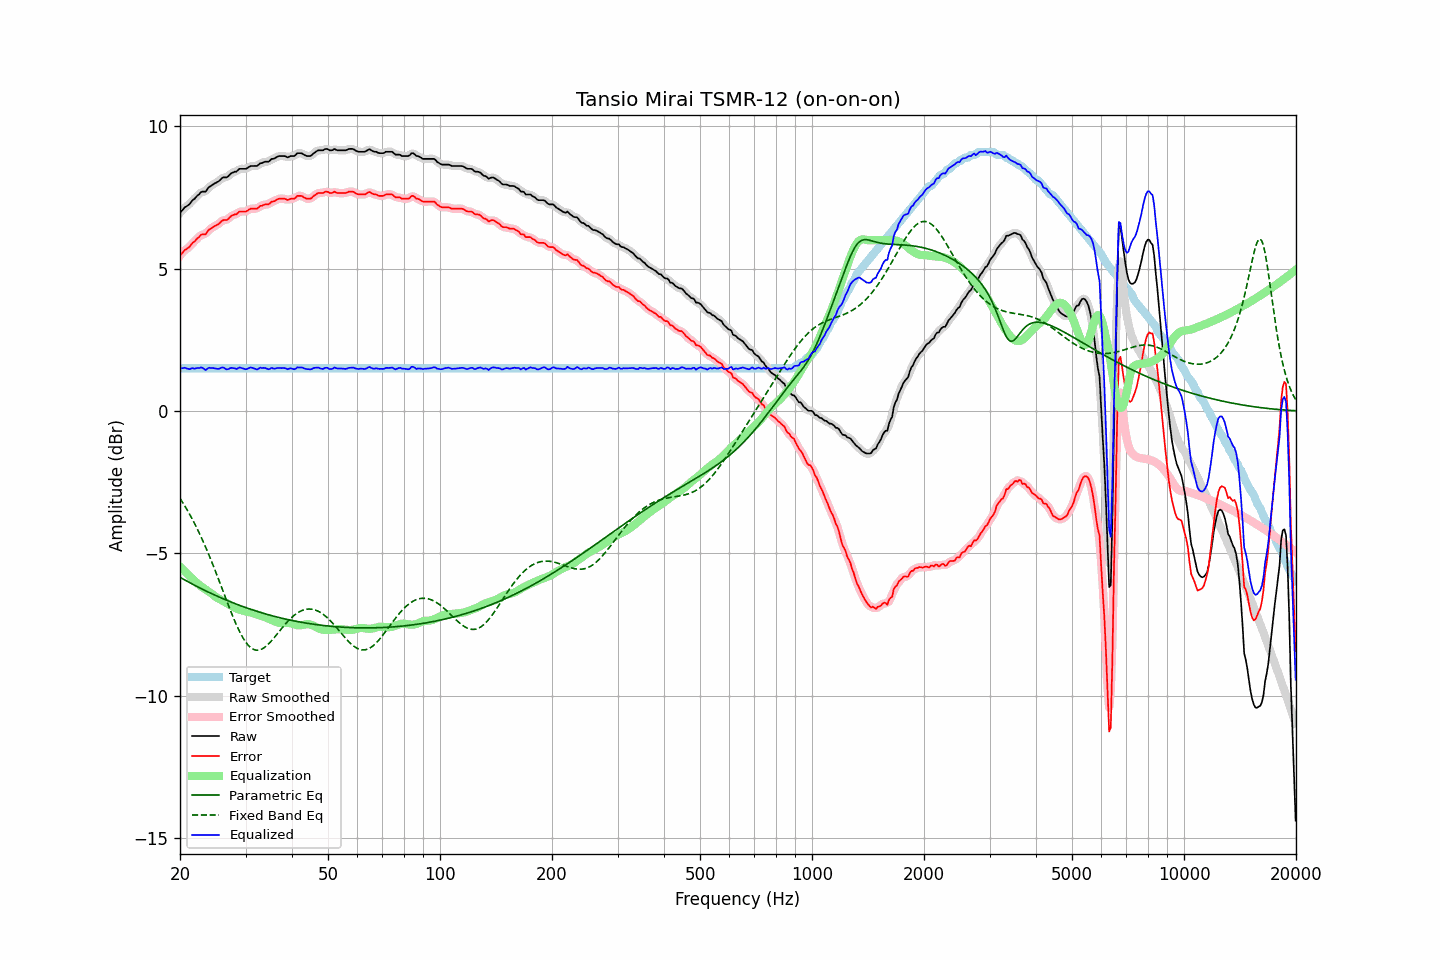 Tansio Mirai TSMR-12 (on-on-on)
10
5
0
−5
−10
−15
Amplitude (dBr)
Target
Raw Smoothed
Error Smoothed
Raw
Error
Equalization
Parametric Eq
Fixed Band Eq
Equalized
20 50 100 200 500 1000 2000 5000 10000 20000
Frequency (Hz)